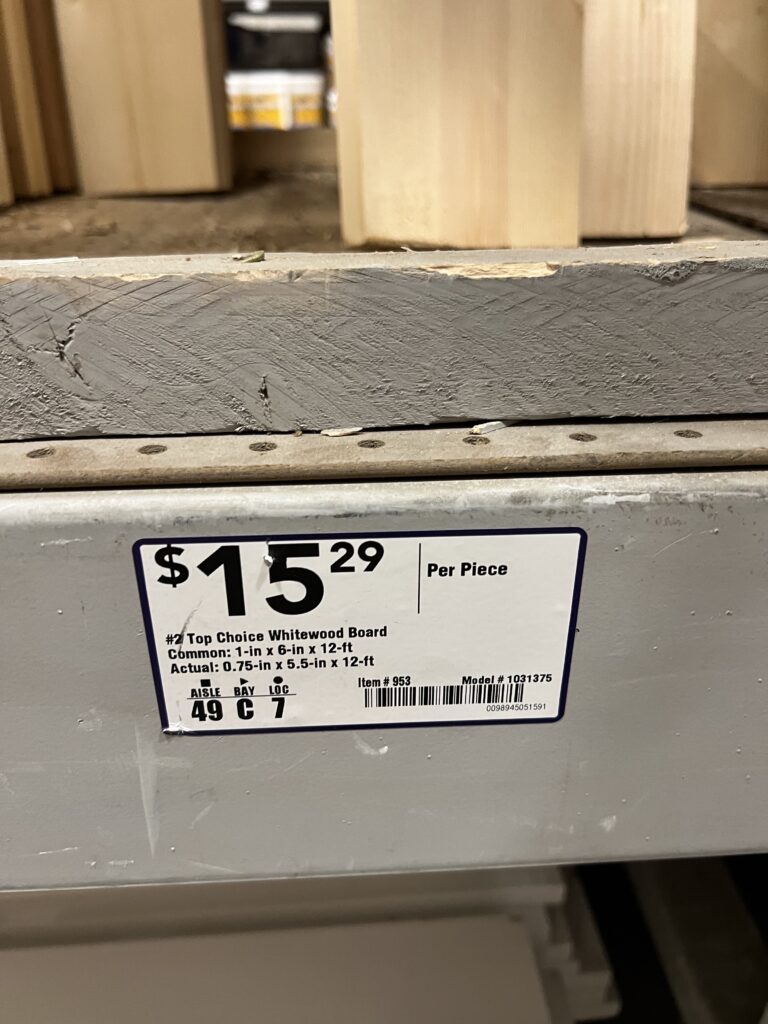 $15 29
Per Piece
#2 Top Choice Whitewood Board
Common: 1-in x 6-in x 12-ft
Actual: 0.75-in x 5.5-in x 12-ft
AISLE BAY LOC
49 C 7
Item # 953 Model # 1031375
0098945051591